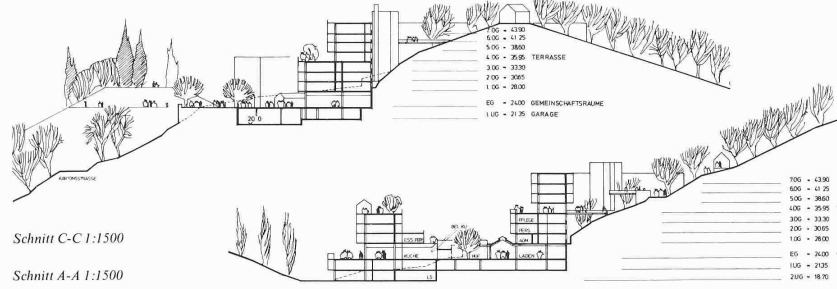 7.OG = 43.90
6.OG = 41.25
5.OG = 38.60
4.OG = 35.95 TERRASSE
3.OG = 33.30
2.OG = 30.65
1.OG = 28.00
EG = 24.00 GEMEINSCHAFTSRAUME
1.UG = 21.35 GARAGE
KANTONSSTRASSE
Schnitt C-C 1:1500
Schnitt A-A 1:1500
ESS PERS
KÜCHE
HOF
PFLEGE
PERS
ADM
LADEN
LS
7.OG = 43.90
6.OG = 41.25
5.OG = 38.60
4.OG = 35.95
3.OG = 33.30
2.OG = 30.65
1.OG = 28.00
EG = 24.00
1.UG = 21.35
2.UG = 18.70